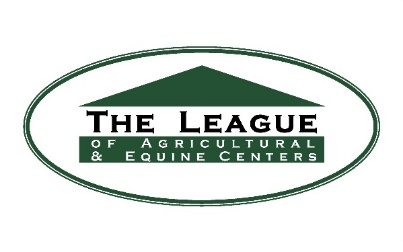 THE LEAGUE
OF AGRICULTURAL
& EQUINE CENTERS